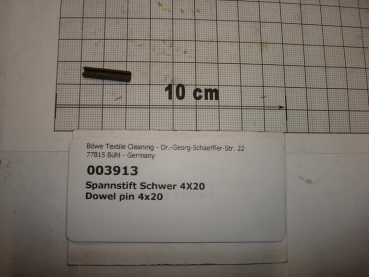 10 cm
Böwe Textile Cleaning - Dr.-Georg-Schaeffler-Str. 22
77815 Bühl - Germany
003913
Spannstift Schwer 4X20
Dowel pin 4x20